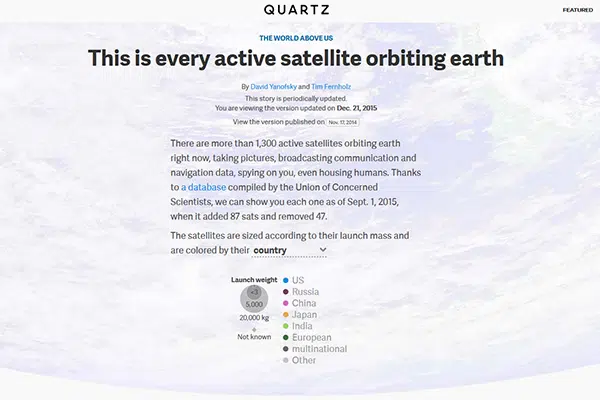 QUARTZ
FEATURED
THE WORLD ABOVE US
This is every active satellite orbiting earth
By David Yanofsky and Tim Fernholz
This story is periodically updated.
You are viewing the version updated on Dec. 21, 2015
View the version published on Nov. 17, 2014
There are more than 1,300 active satellites orbiting earth
right now, taking pictures, broadcasting communication and
navigation data, spying on you, even housing humans. Thanks
to a database compiled by the Union of Concerned
Scientists, we can show you each one as of Sept. 1, 2015,
when it added 87 sats and removed 47.
The satellites are sized according to their launch mass and
are colored by their country
Launch weight
5,000
20,000 kg
Not known
US
Russia
China
Japan
India
European
multinational
Other